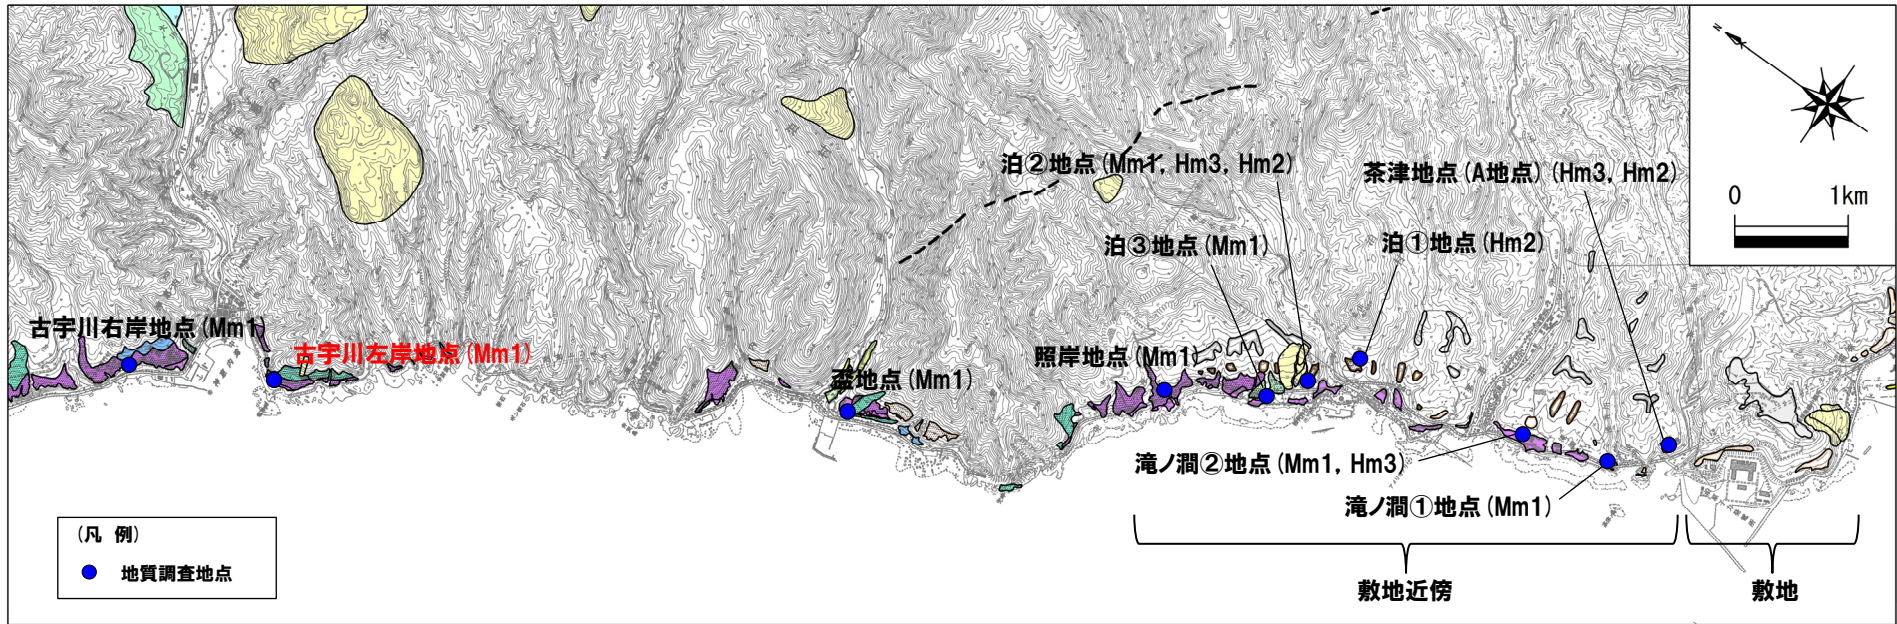 N
0 1km
泊②地点(Mm1, Hm3, Hm2)
茶津地点(A地点)(Hm3, Hm2)
泊③地点(Mm1)
泊①地点(Hm2)
古宇川右岸地点(Mm1)
古宇川左岸地点(Mm1)
照岸地点(Mm1)
盃地点(Mm1)
滝ノ澗②地点(Mm1, Hm3)
滝ノ澗①地点(Mm1)
(凡 例)
地質調査地点
敷地近傍
敷地